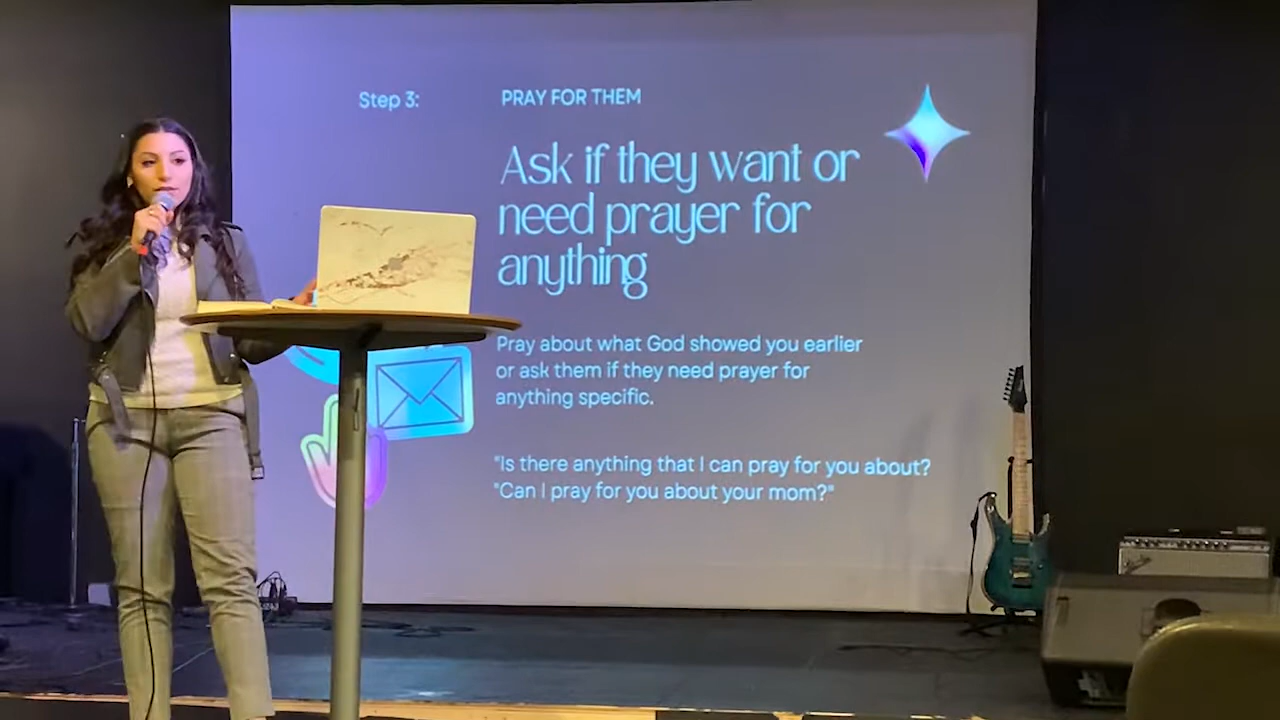 Step 3:
PRAY FOR THEM
Ask if they want or
need prayer for
anything
Pray about what God showed you earlier
or ask them if they need prayer for
anything specific.
"Is there anything that I can pray for you about?
"Can I pray for you about your mom?"